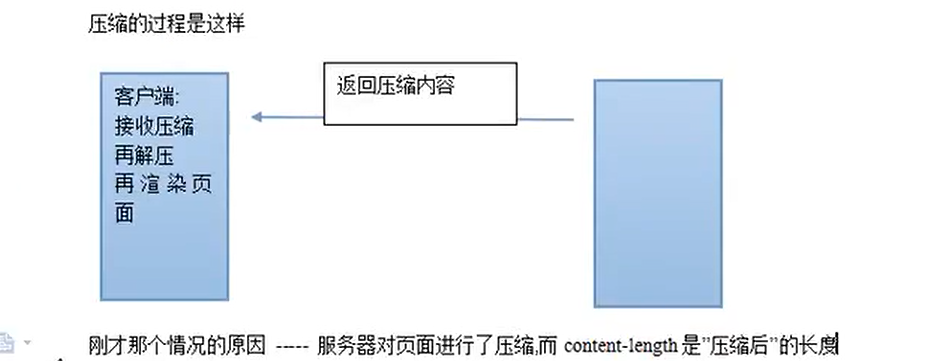 压缩的过程是这样
客户端:
接收压缩
再解压
再渲染页
面
返回压缩内容
刚才那个情况的原因 ----- 服务器对页面进行了压缩,而 content-length 是”压缩后”的长度